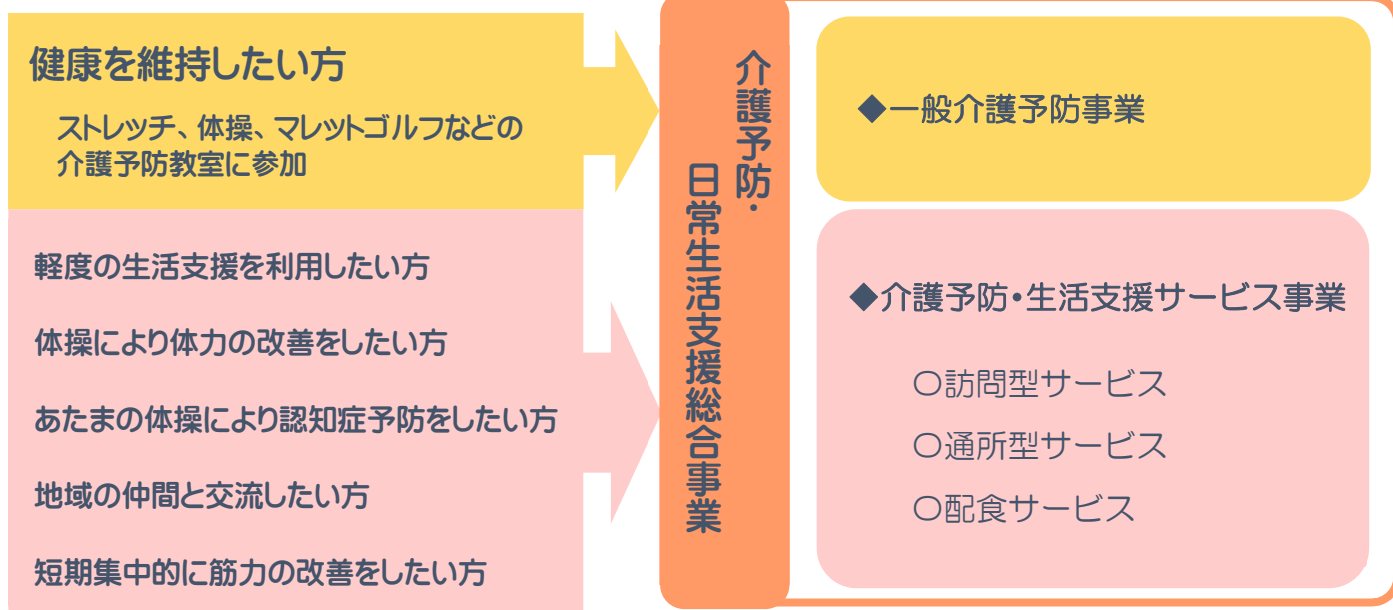 健康を維持したい方
ストレッチ、体操、マレットゴルフなどの
介護予防教室に参加
軽度の生活支援を利用したい方
体操により体力の改善をしたい方
あたまの体操により認知症予防をしたい方
地域の仲間と交流したい方
短期集中的に筋力の改善をしたい方
介護予防・
日常生活支援総合事業
◆一般介護予防事業
◆介護予防・生活支援サービス事業
〇訪問型サービス
〇通所型サービス
〇配食サービス